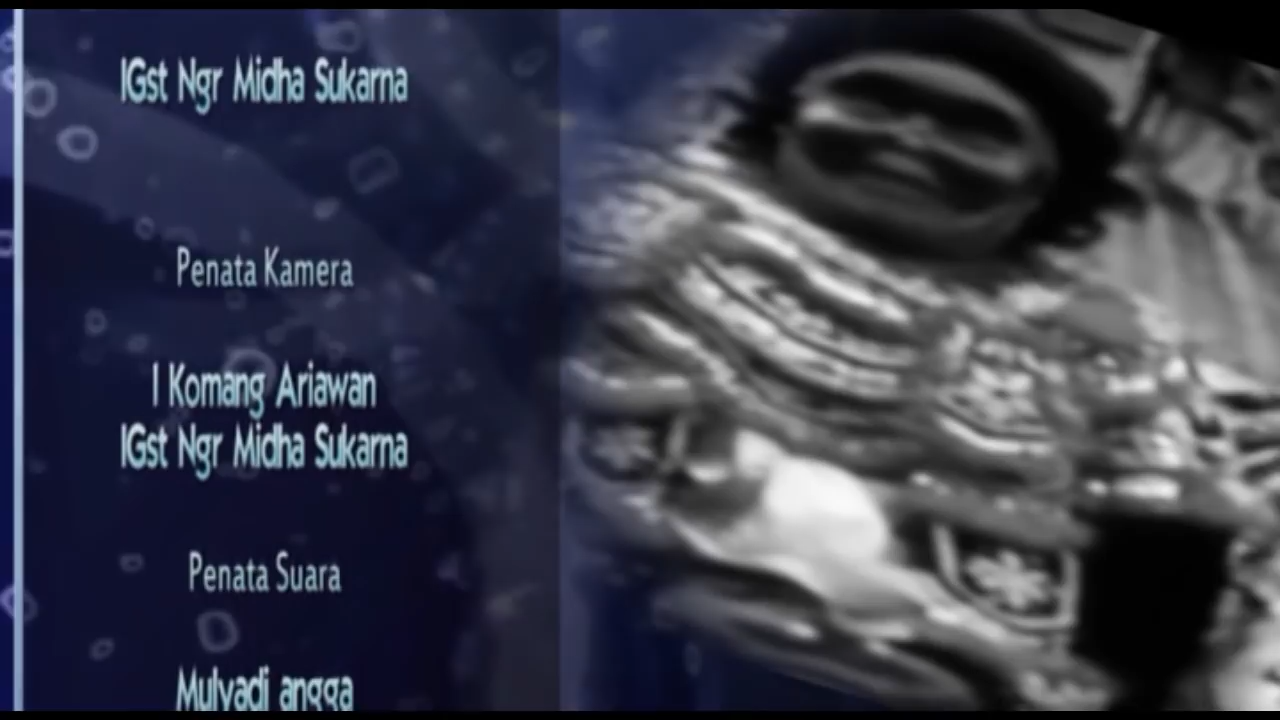 IGst Ngr Midha Sukarna
Penata Kamera
I Komang Ariawan
IGst Ngr Midha Sukarna
Penata Suara
Mulyadi angga